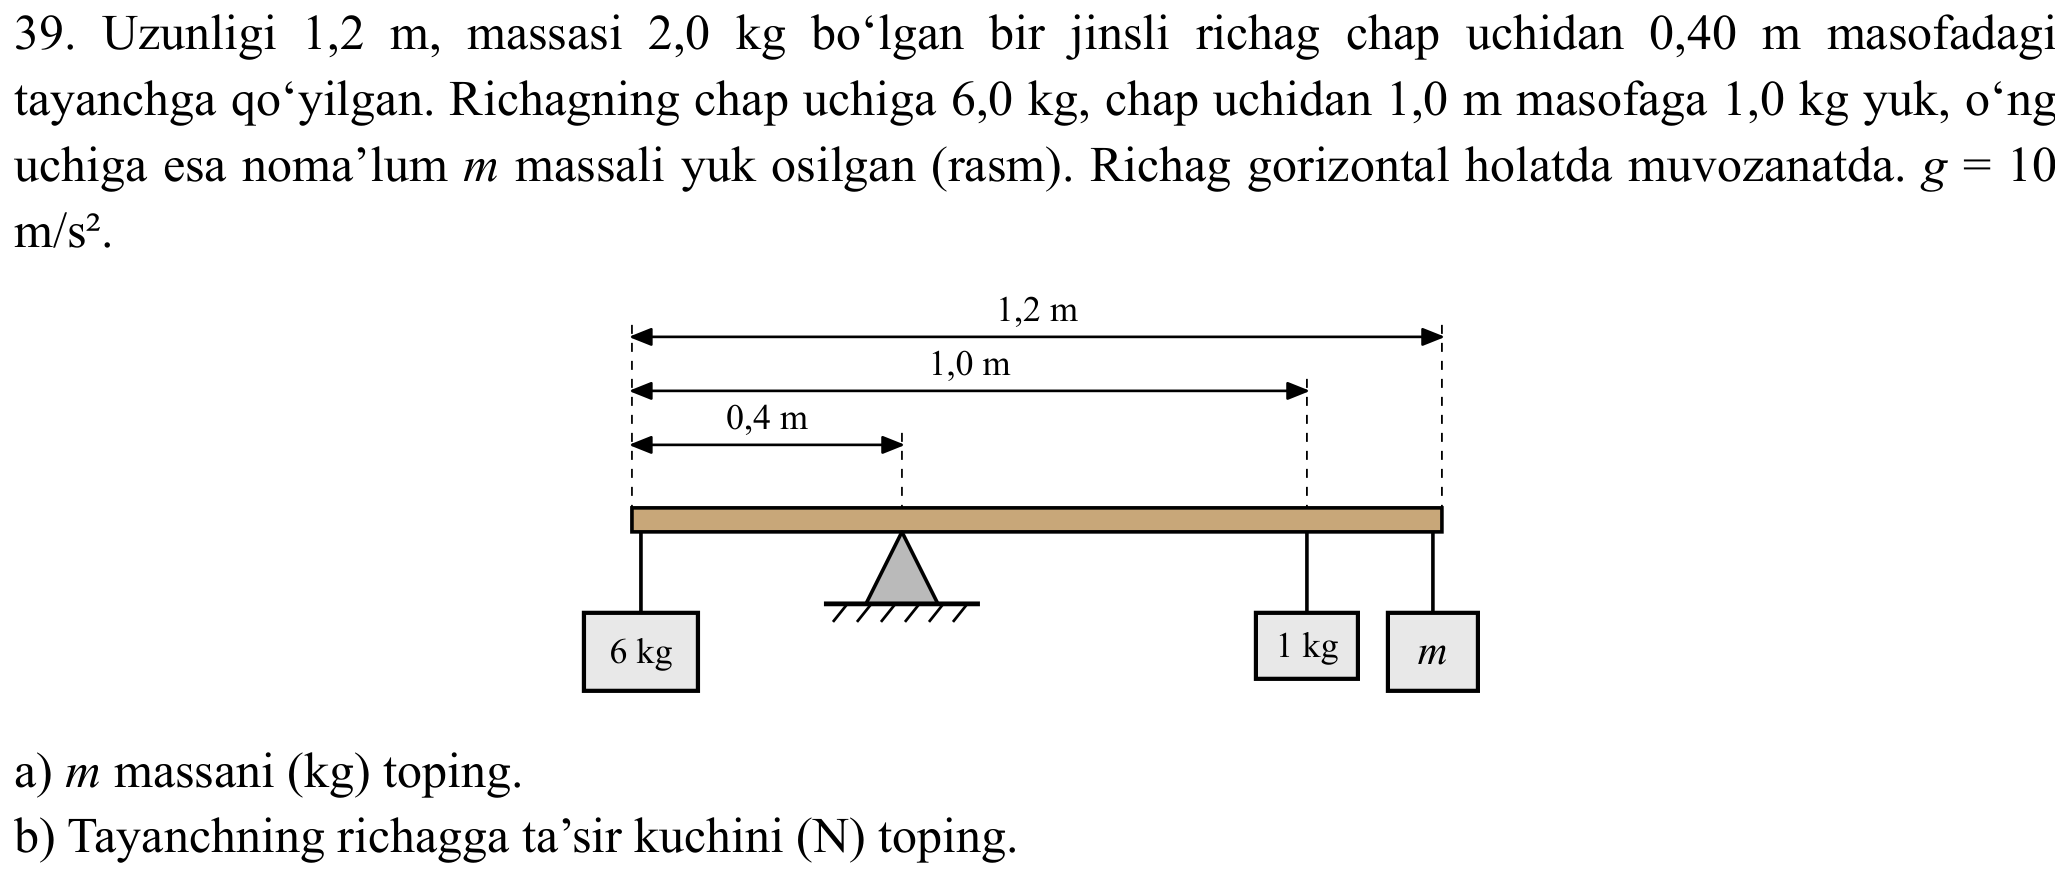 39. Uzunligi 1,2 m, massasi 2,0 kg bo‘lgan bir jinsli richag chap uchidan 0,40 m masofadagi
tayanchga qo‘yilgan. Richagning chap uchiga 6,0 kg, chap uchidan 1,0 m masofaga 1,0 kg yuk, o‘ng
uchiga esa noma’lum m massali yuk osilgan (rasm). Richag gorizontal holatda muvozanatda. g = 10
m/s².
1,2 m
1,0 m
0,4 m
6 kg
1 kg
m
a) m massani (kg) toping.
b) Tayanchning richagga ta’sir kuchini (N) toping.